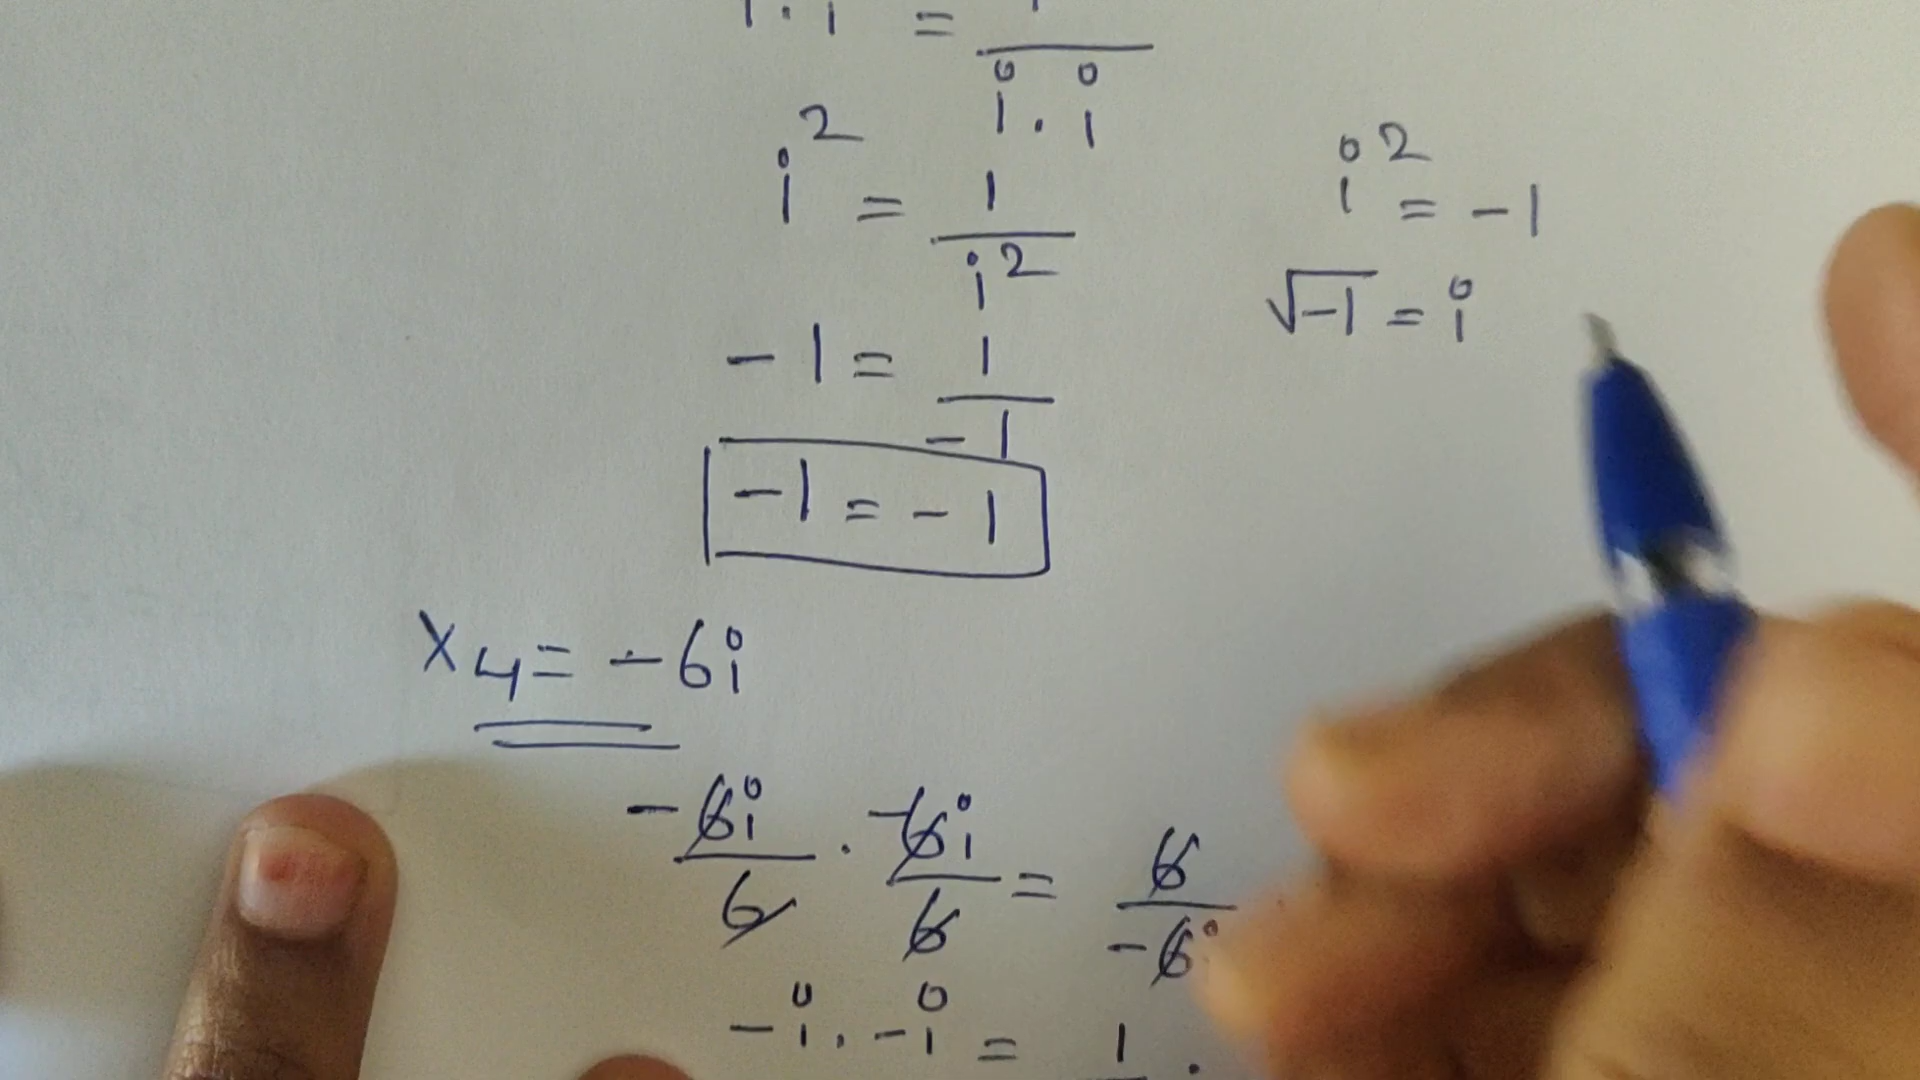 i . i = 1/(i . i)
i² = 1/i²
-1 = 1/-1
-1 = -1
i² = -1
√-1 = i
x₄ = -6i
-6i/6 . -6i/6 = 6/-6i
-i . -i = 1